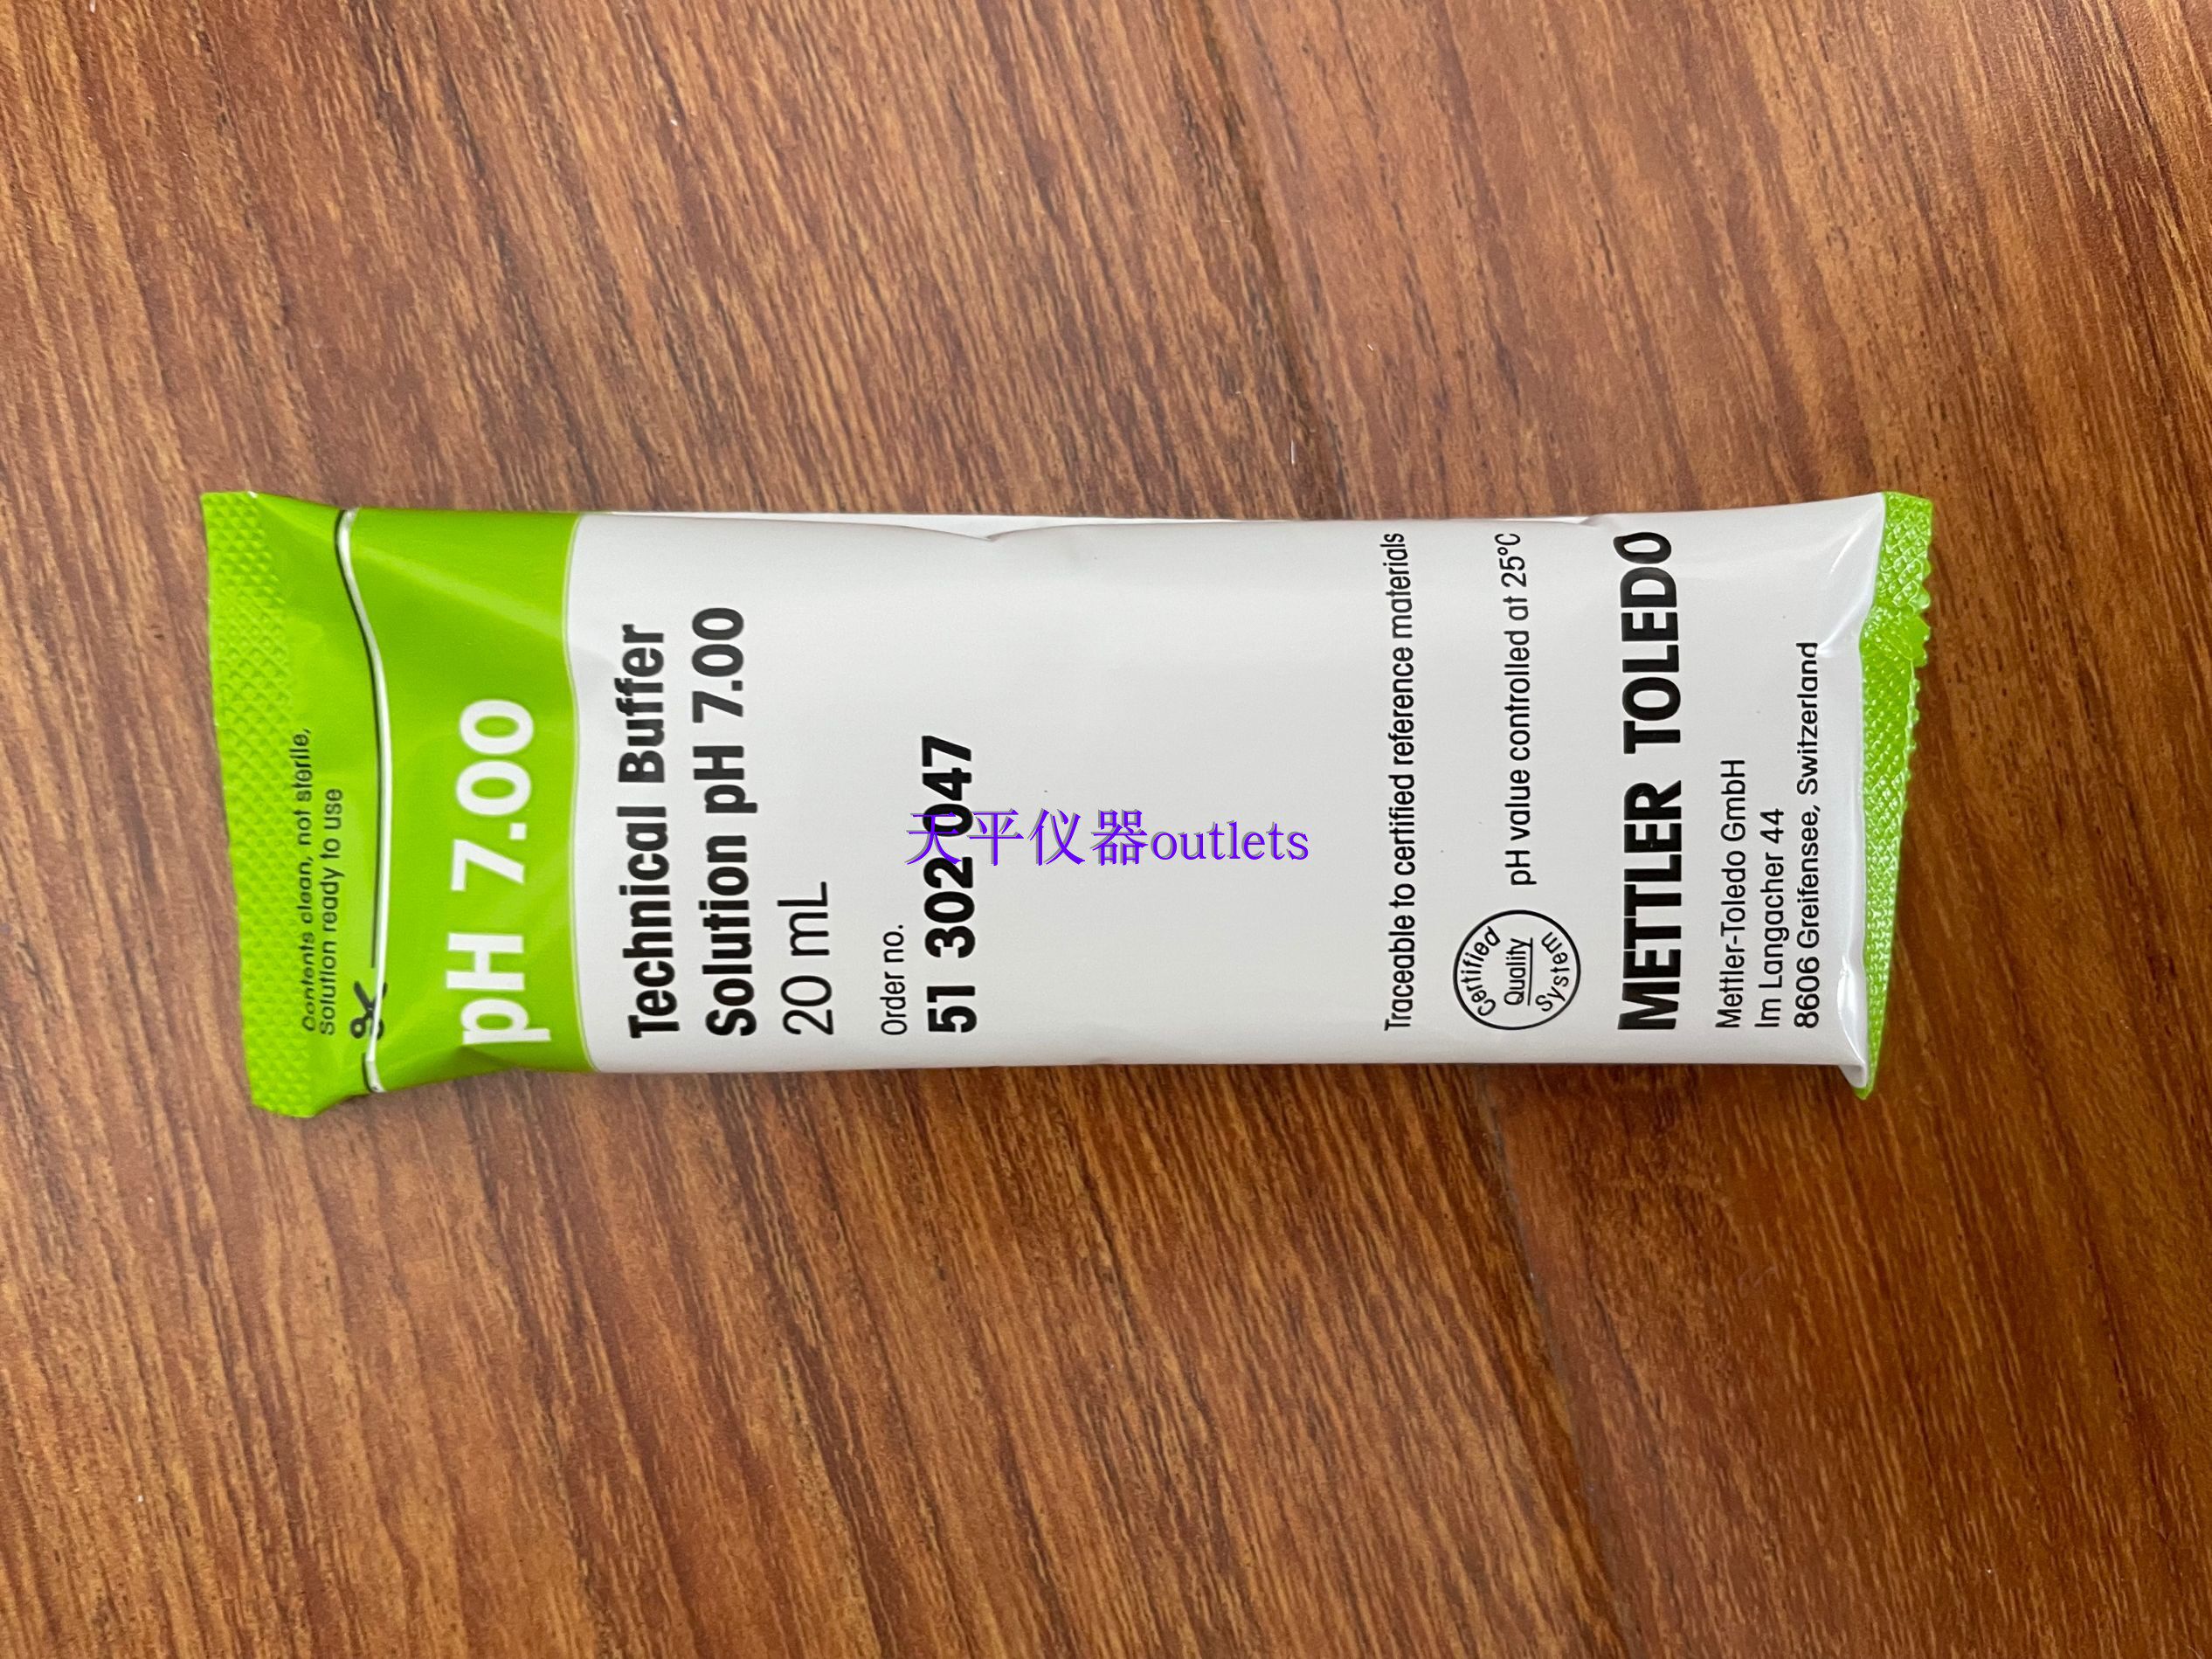 Contents clean, not sterile,
Solution ready to use
pH 7.00
Technical Buffer
Solution pH 7.00
20 mL
Order no.
51 302 047
天平仪器outlets
Traceable to certified reference materials
Certified
Quality
System
pH value controlled at 25°C
METTLER TOLEDO
Mettler-Toledo GmbH
Im Langacher 44
8606 Greifensee, Switzerland